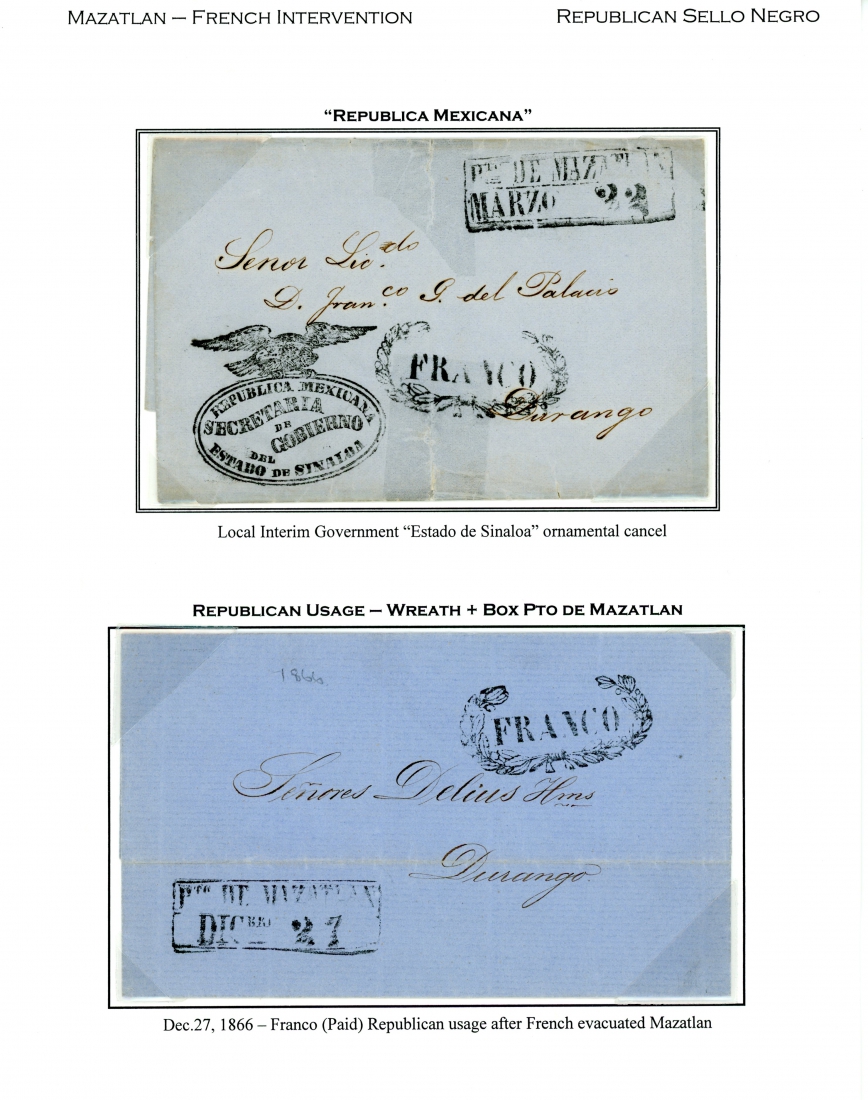 MAZATLAN – FRENCH INTERVENTION
REPUBLICAN SELLO NEGRO
“REPUBLICA MEXICANA”
PTO DE MAZATLAN
MARZO 22
Senor Lic.do
D. Fran.co G. del Palacio
FRANCO
Durango
REPUBLICA MEXICANA
SECRETARIA
DE
GOBIERNO
DEL
ESTADO DE SINALOA
Local Interim Government “Estado de Sinaloa” ornamental cancel
REPUBLICAN USAGE – WREATH + BOX PTO DE MAZATLAN
1866
FRANCO
Señores Delius Hms
Durango
PTO DE MAZATLAN
DICBRE 27
Dec.27, 1866 – Franco (Paid) Republican usage after French evacuated Mazatlan